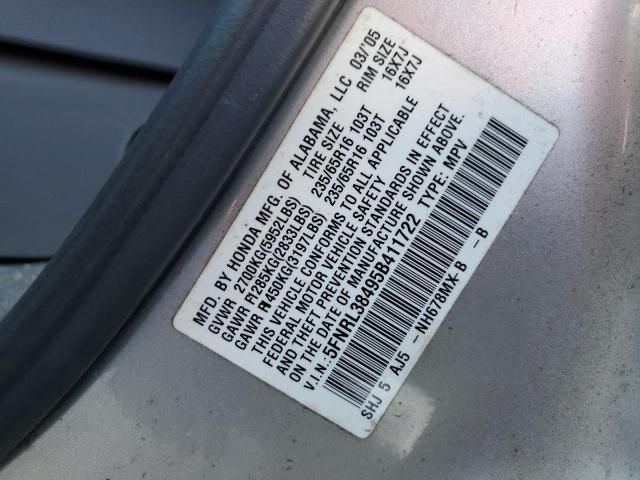 MFD. BY HONDA MFG. OF ALABAMA, LLC 03/'05
GVWR 2700KG(5952LBS) TIRE SIZE RIM SIZE
GAWR F 1285KG(2833LBS) 235/65R16 103T 16X7J
GAWR R 1450KG(3197LBS) 235/65R16 103T 16X7J
THIS VEHICLE CONFORMS TO ALL APPLICABLE
FEDERAL MOTOR VEHICLE SAFETY
AND THEFT PREVENTION STANDARDS IN EFFECT
ON THE DATE OF MANUFACTURE SHOWN ABOVE.
V.I.N.: 5FNRL38495B411722 TYPE: MPV
SHJ 5 AJ5 - NH678MX-B - B